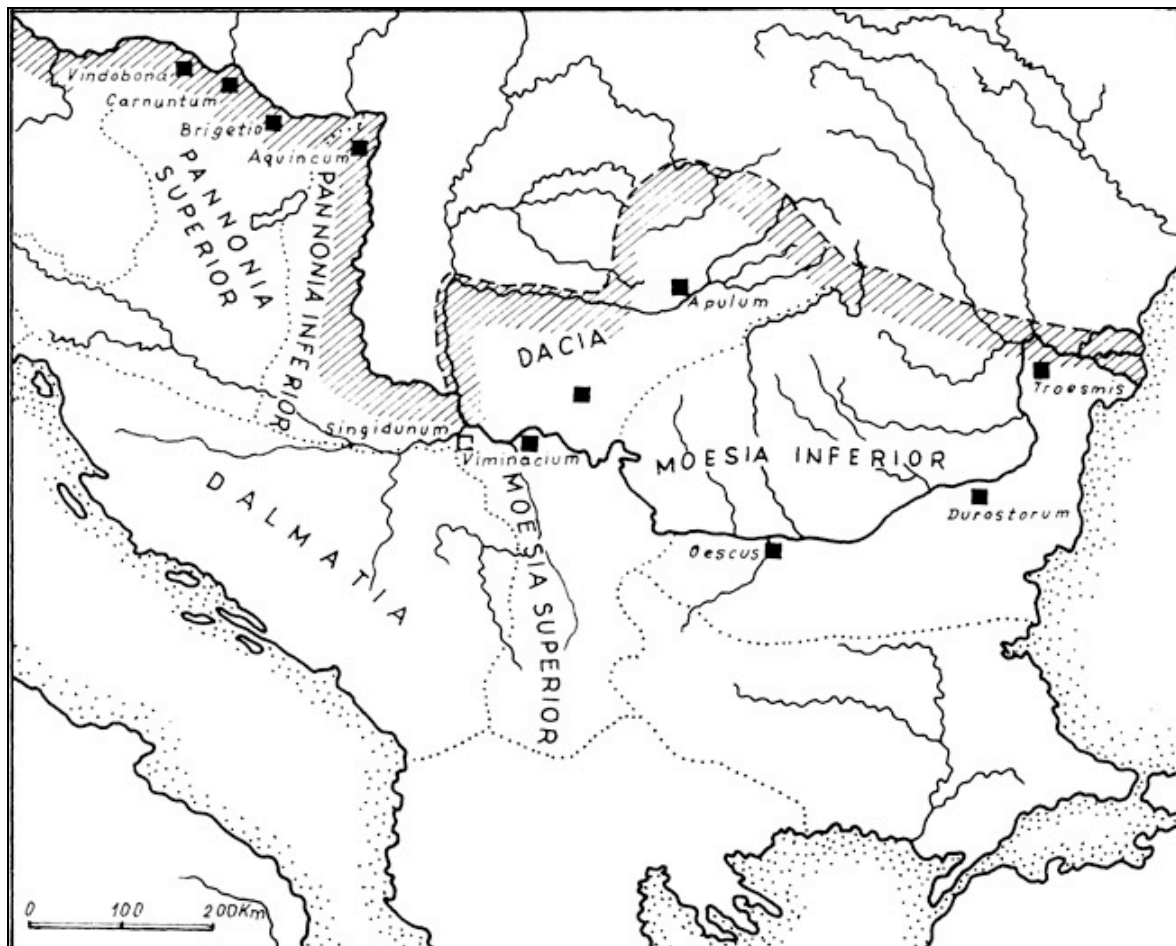 Vindobona
Carnuntum
Brigetio
Aquincum
PANNONIA
SUPERIOR
PANNONIA INFERIOR
Apulum
DACIA
Troesmis
Singidunum
Viminacium
MOESIA INFERIOR
Durostorum
Oescus
DALMATIA
MOESIA SUPERIOR
0 100 200Km